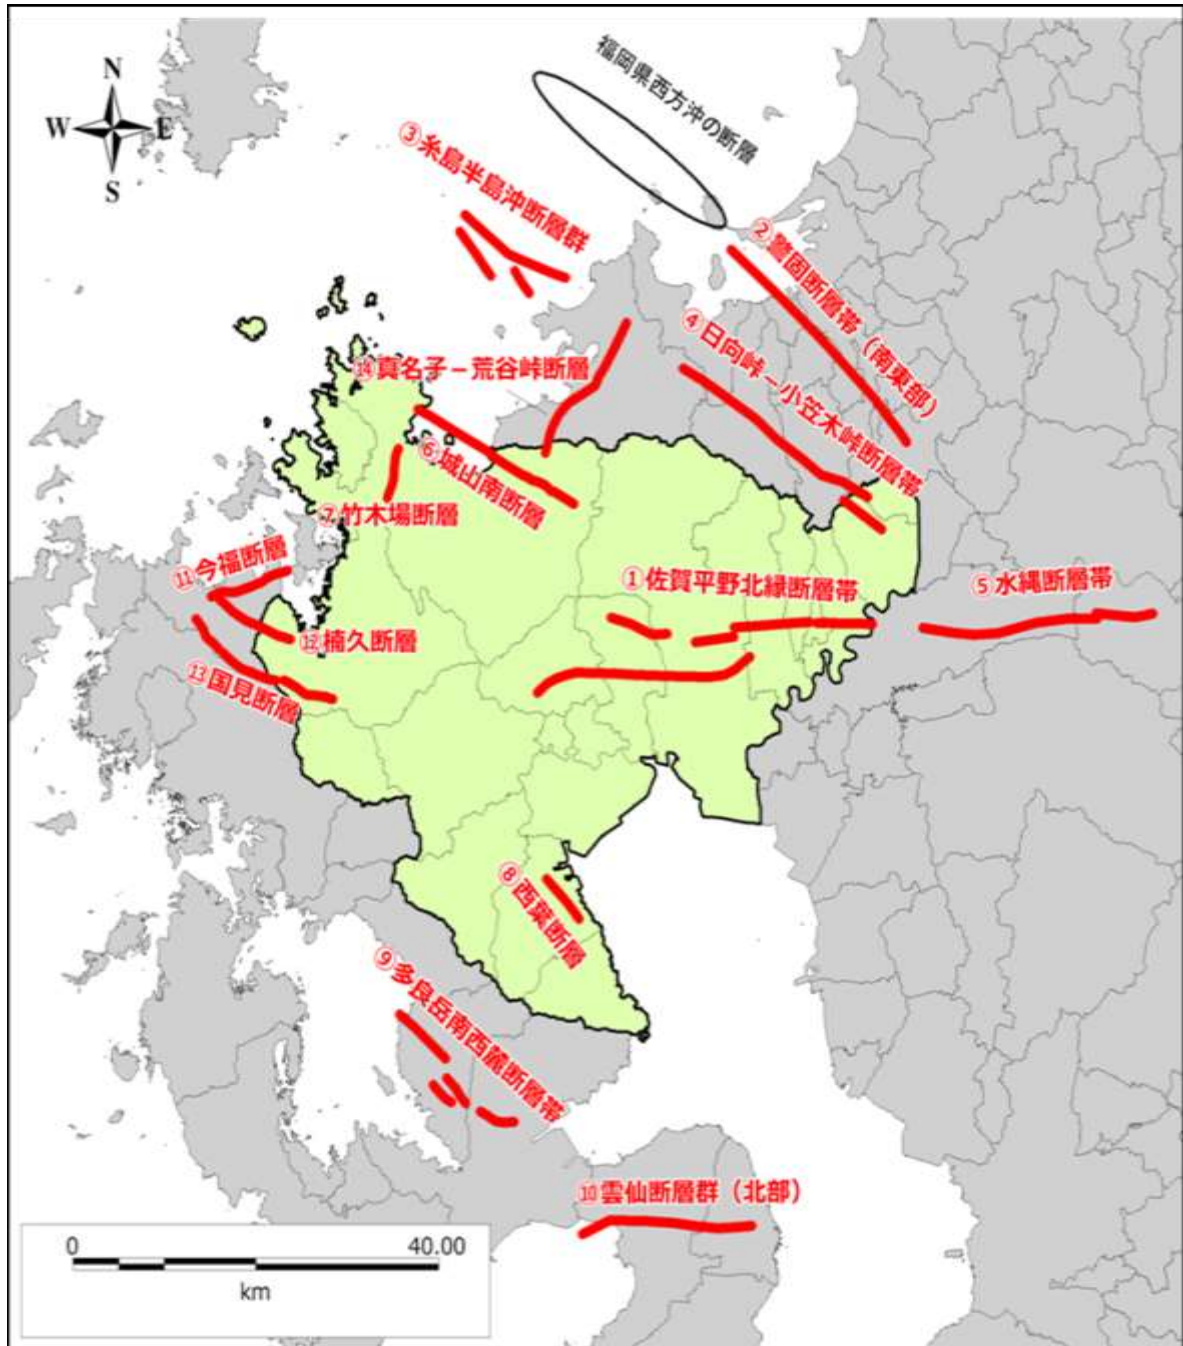 福岡県西方沖の断層
N
W
E
S
③糸島半島沖断層群
②警固断層帯(南東部)
④日向峠−小笠木峠断層帯
⑭真名子−荒谷峠断層
⑥城山南断層
⑦竹木場断層
⑪今福断層
①佐賀平野北縁断層帯
⑤水縄断層帯
⑫楠久断層
⑬国見断層
⑧西葉断層
⑨多良岳南西麓断層帯
⑩雲仙断層群(北部)
0
40.00
km